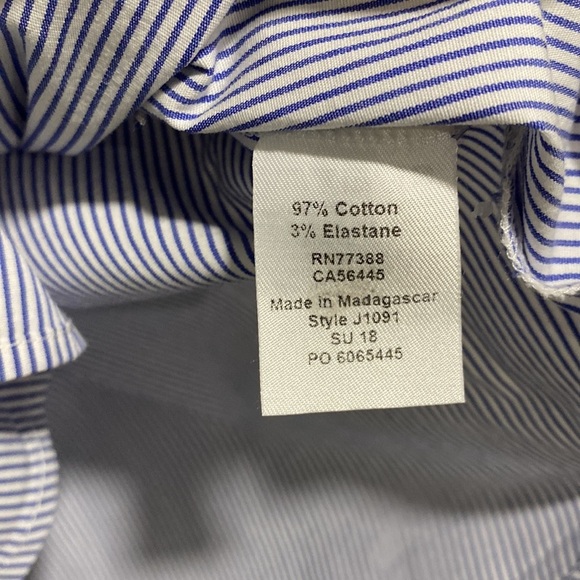 97% Cotton
3% Elastane
RN77388
CA56445
Made in Madagascar
Style J1091
SU 18
PO 6065445